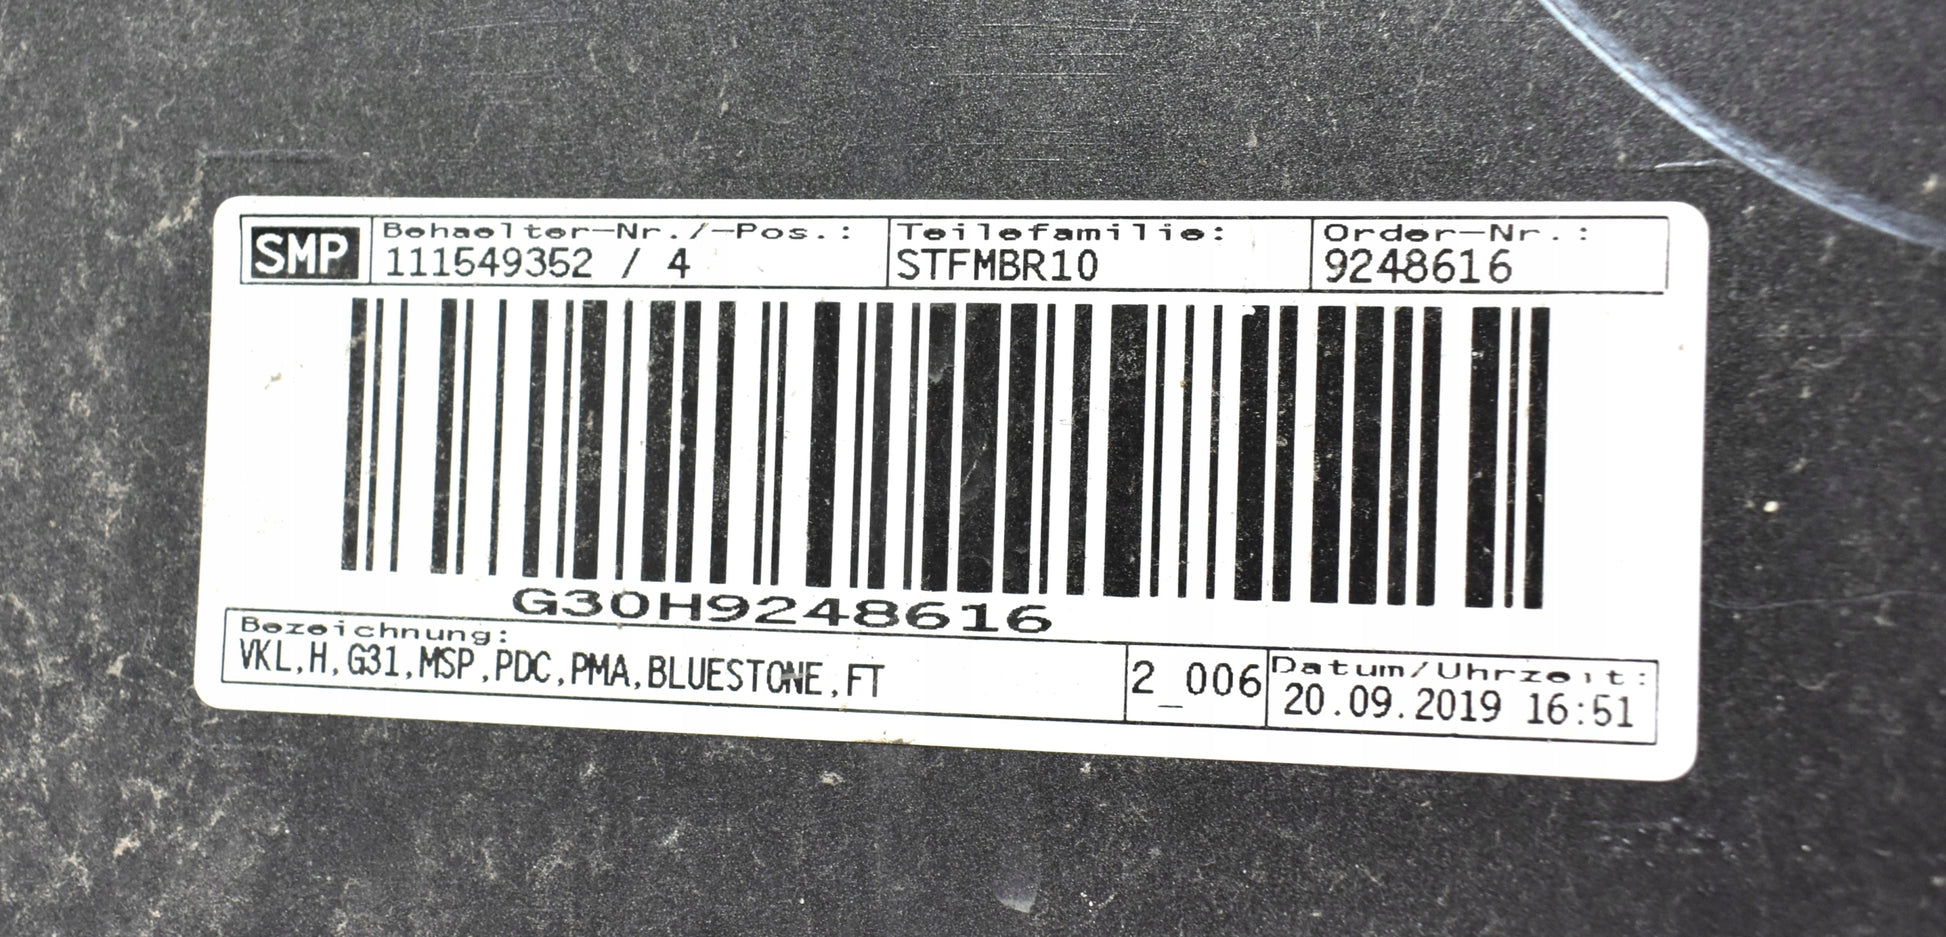 SMP
Behaelter-Nr./-Pos.: Teilefamilie: Order-Nr.:
111549352 / 4 STFMBR10 9248616
G30H9248616
Bezeichnung:
VKL,H,G31,MSP,PDC,PMA,BLUESTONE,FT
2_006
Datum/Uhrzeit:
20.09.2019 16:51